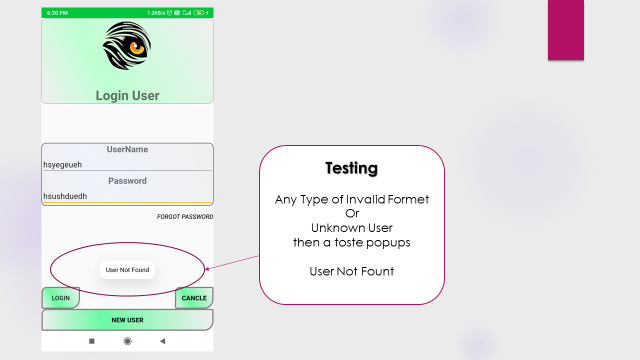 6:30 PM 1.2KB/s
Login User
UserName
hsyegeueh
Password
hsushduedh
FORGOT PASSWORD
User Not Found
LOGIN
CANCLE
NEW USER
Testing
Any Type of Invalid Formet
Or
Unknown User
then a toste popups
User Not Fount